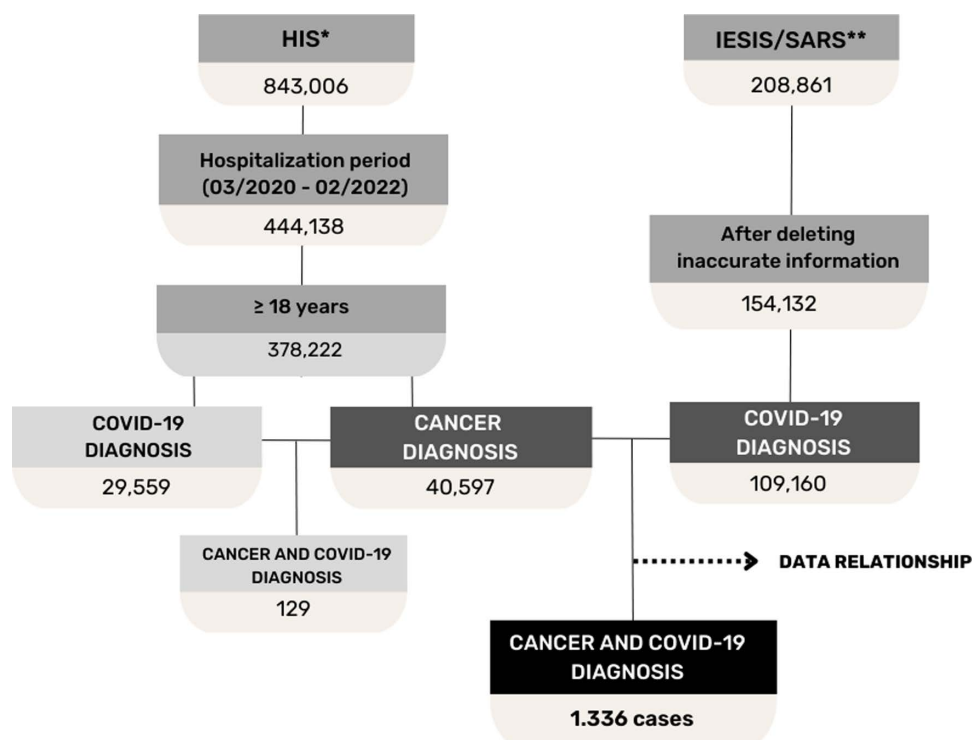 HIS*
843,006
IESIS/SARS**
208,861
Hospitalization period
(03/2020 - 02/2022)
444,138
After deleting
inaccurate information
154,132
≥ 18 years
378,222
COVID-19
DIAGNOSIS
29,559
CANCER
DIAGNOSIS
40,597
COVID-19
DIAGNOSIS
109,160
CANCER AND COVID-19
DIAGNOSIS
129
DATA RELATIONSHIP
CANCER AND COVID-19
DIAGNOSIS
1.336 cases